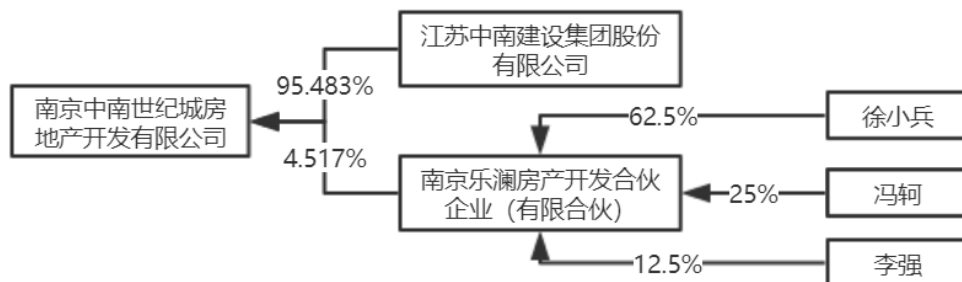 江苏中南建设集团股份
有限公司
95.483%
南京中南世纪城房
地产开发有限公司
4.517%
62.5%
徐小兵
南京乐澜房产开发合伙
企业（有限合伙）
25%
冯轲
12.5%
李强